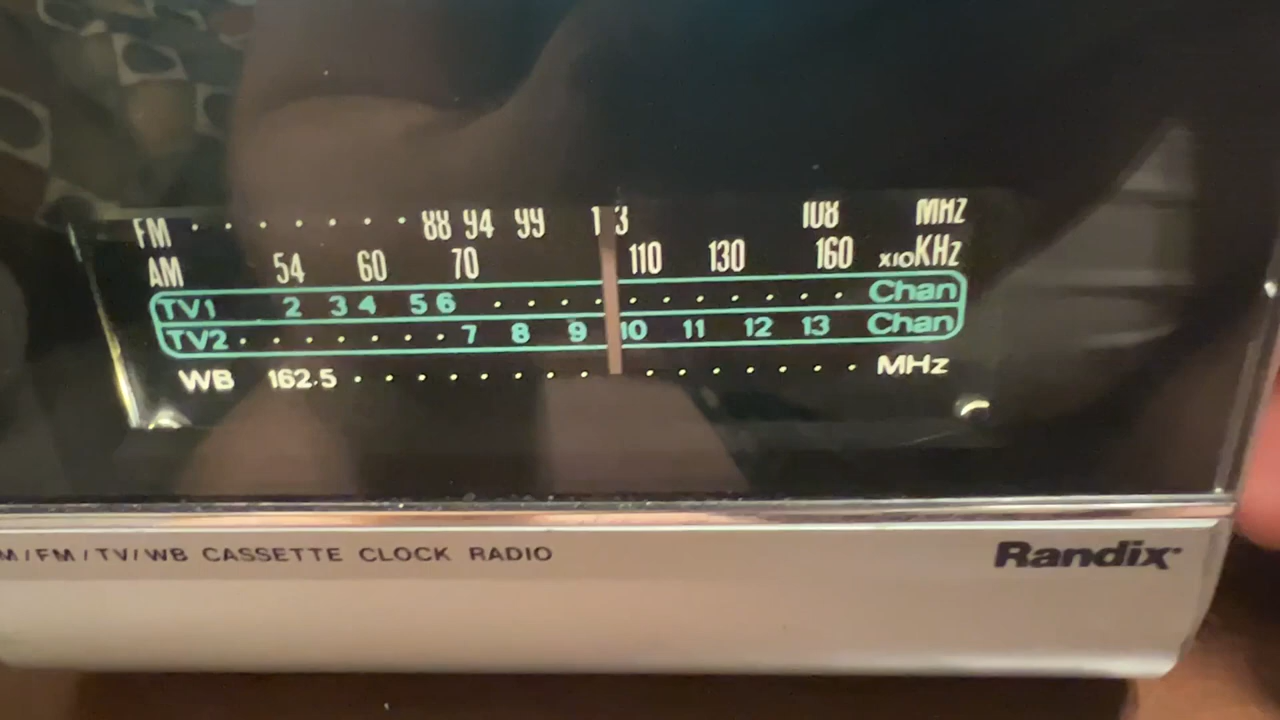 FM · · · · · · · 88 94 99 1 3 108 MHZ
AM 54 60 70 110 130 160 x10KHz
TV1 2 3 4 5 6 · · · · · · · · · · · Chan
TV2 · · · · · · · 7 8 9 10 11 12 13 Chan
WB 162.5 · · · · · · · · · · · · · · · MHz
M/FM/TV/WB CASSETTE CLOCK RADIO
Randix